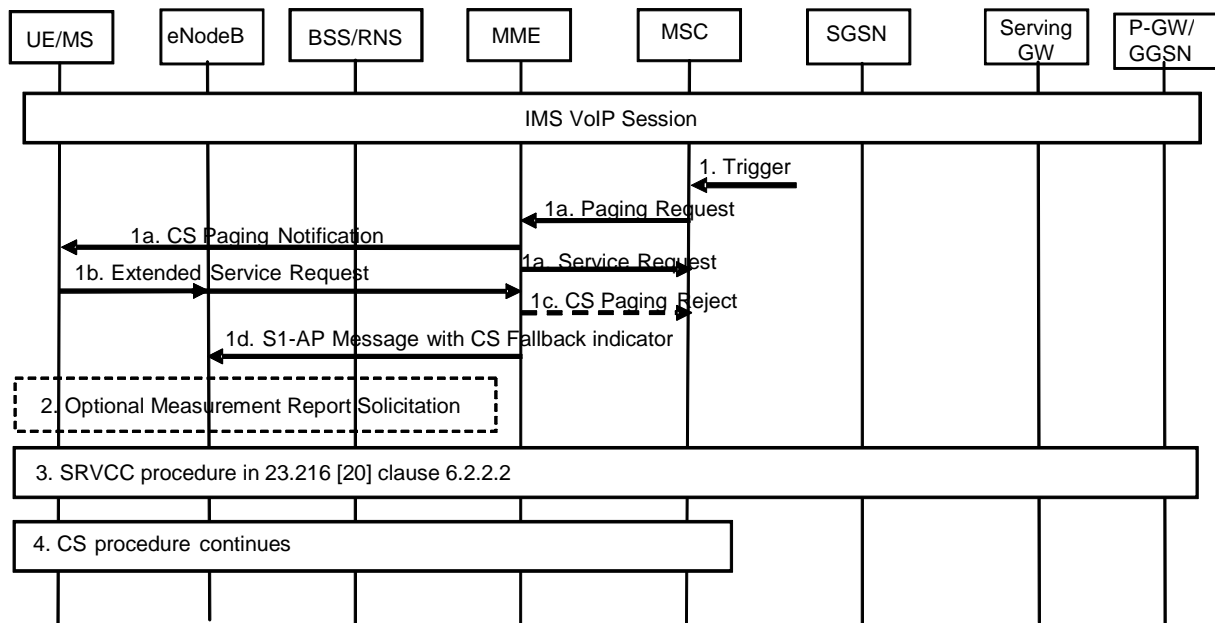 UE/MS
eNodeB
BSS/RNS
MME
MSC
SGSN
Serving
GW
P-GW/
GGSN
IMS VoIP Session
1. Trigger
1a. Paging Request
1a. CS Paging Notification
1a. Service Request
1b. Extended Service Request
1c. CS Paging Reject
1d. S1-AP Message with CS Fallback indicator
2. Optional Measurement Report Solicitation
3. SRVCC procedure in 23.216 [20] clause 6.2.2.2
4. CS procedure continues